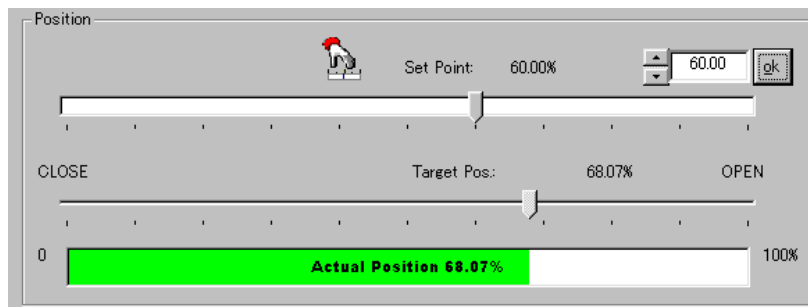 Position
Set Point: 60.00% 60.00 ok
CLOSE Target Pos.: 68.07% OPEN
0 Actual Position 68.07% 100%